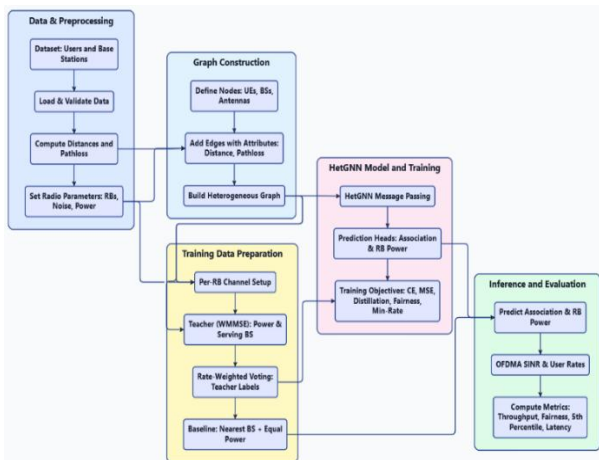 Data & Preprocessing
Dataset: Users and Base
Stations
Load & Validate Data
Compute Distances and
Pathloss
Set Radio Parameters: RBs,
Noise, Power
Graph Construction
Define Nodes: UEs, BSs,
Antennas
Add Edges with Attributes:
Distance, Pathloss
Build Heterogeneous Graph
Training Data Preparation
Per-RB Channel Setup
Teacher (WMMSE): Power &
Serving BS
Rate-Weighted Voting:
Teacher Labels
Baseline: Nearest BS + Equal
Power
HetGNN Model and Training
HetGNN Message Passing
Prediction Heads: Association
& RB Power
Training Objectives: CE, MSE,
Distillation, Fairness,
Min-Rate
Inference and Evaluation
Predict Association & RB
Power
OFDMA SINR & User Rates
Compute Metrics:
Throughput, Fairness, 5th
Percentile, Latency